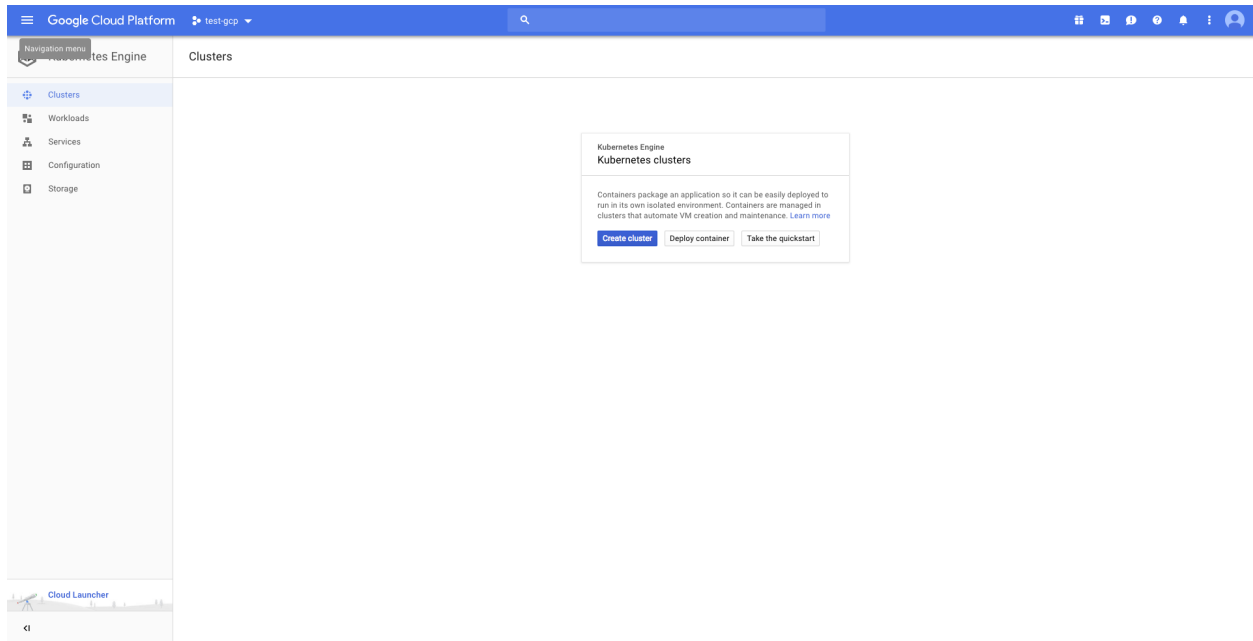 Google Cloud Platform test-gcp
Navigation menu
Kubernetes Engine
Clusters
Clusters
Workloads
Services
Configuration
Storage
Kubernetes Engine
Kubernetes clusters
Containers package an application so it can be easily deployed to
run in its own isolated environment. Containers are managed in
clusters that automate VM creation and maintenance. Learn more
Create cluster Deploy container Take the quickstart
Cloud Launcher